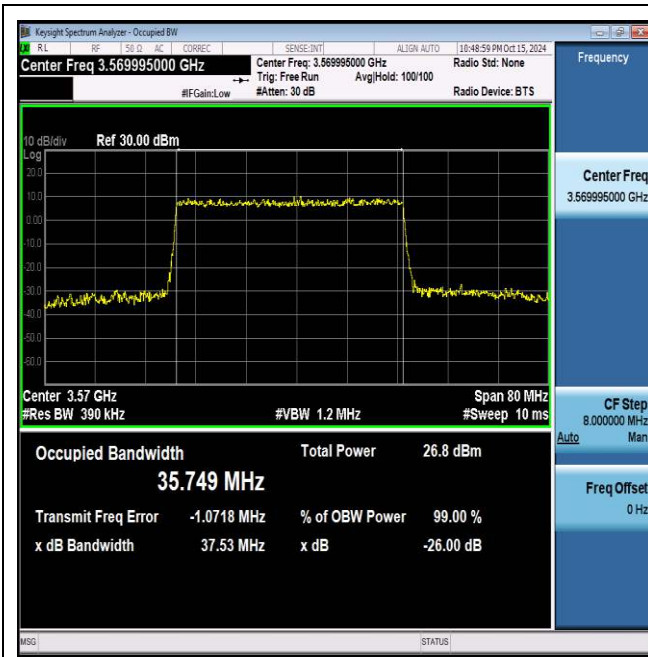 Keysight Spectrum Analyzer - Occupied BW
RL RF 50 Ω AC CORREC SENSE:INT ALIGN AUTO 10:48:59 PM Oct 15, 2024
Center Freq 3.569995000 GHz
Center Freq: 3.569995000 GHz
Radio Std: None
Trig: Free Run Avg|Hold: 100/100
#IFGain:Low #Atten: 30 dB Radio Device: BTS
10 dB/div Ref 30.00 dBm
Log
20.0
10.0
0.00
-10.0
-20.0
-30.0
-40.0
-50.0
-60.0
Center 3.57 GHz Span 80 MHz
#Res BW 390 kHz #VBW 1.2 MHz #Sweep 10 ms
Occupied Bandwidth Total Power 26.8 dBm
35.749 MHz
Transmit Freq Error -1.0718 MHz % of OBW Power 99.00 %
x dB Bandwidth 37.53 MHz x dB -26.00 dB
MSG STATUS
Frequency
Center Freq
3.569995000 GHz
CF Step
8.000000 MHz
Auto Man
Freq Offset
0 Hz